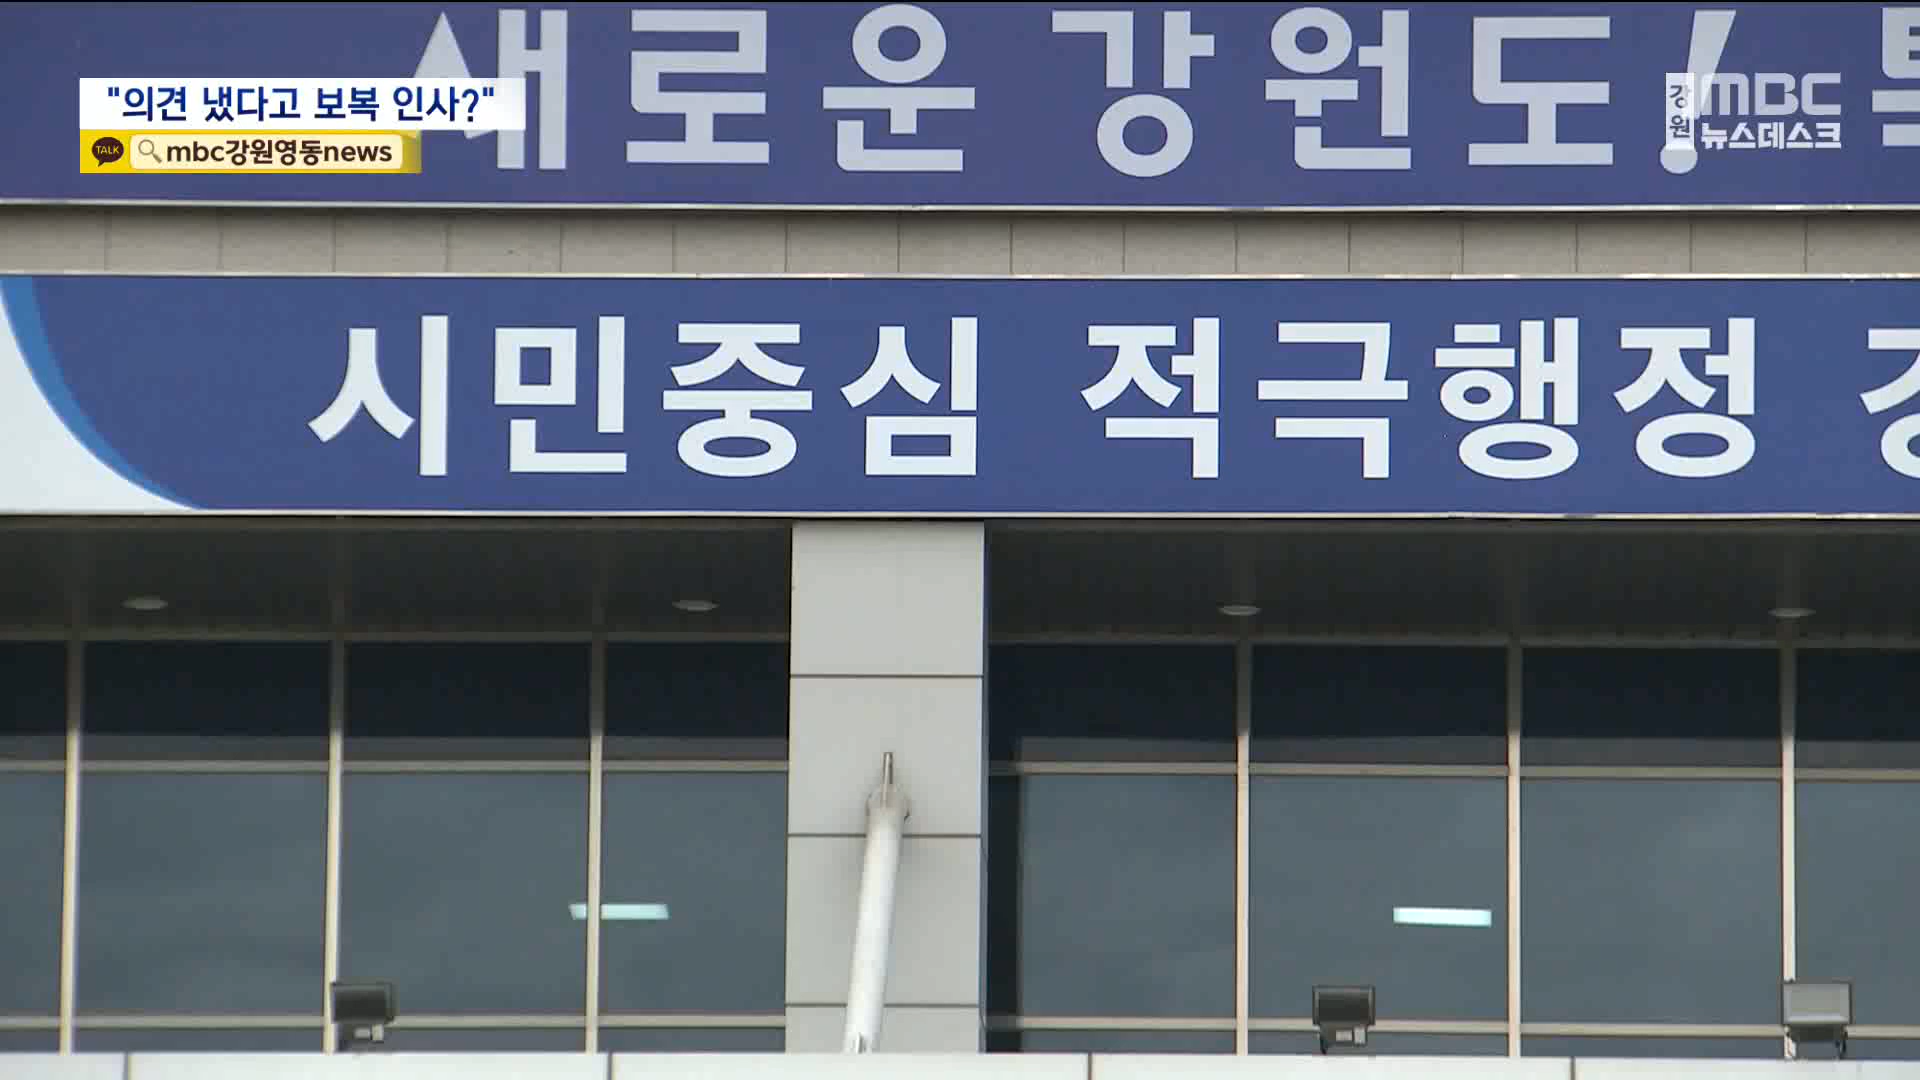 새로운 강원도!
"의견 냈다고 보복 인사?"
TALK mbc강원영동news
강원 MBC
뉴스데스크
시민중심 적극행정